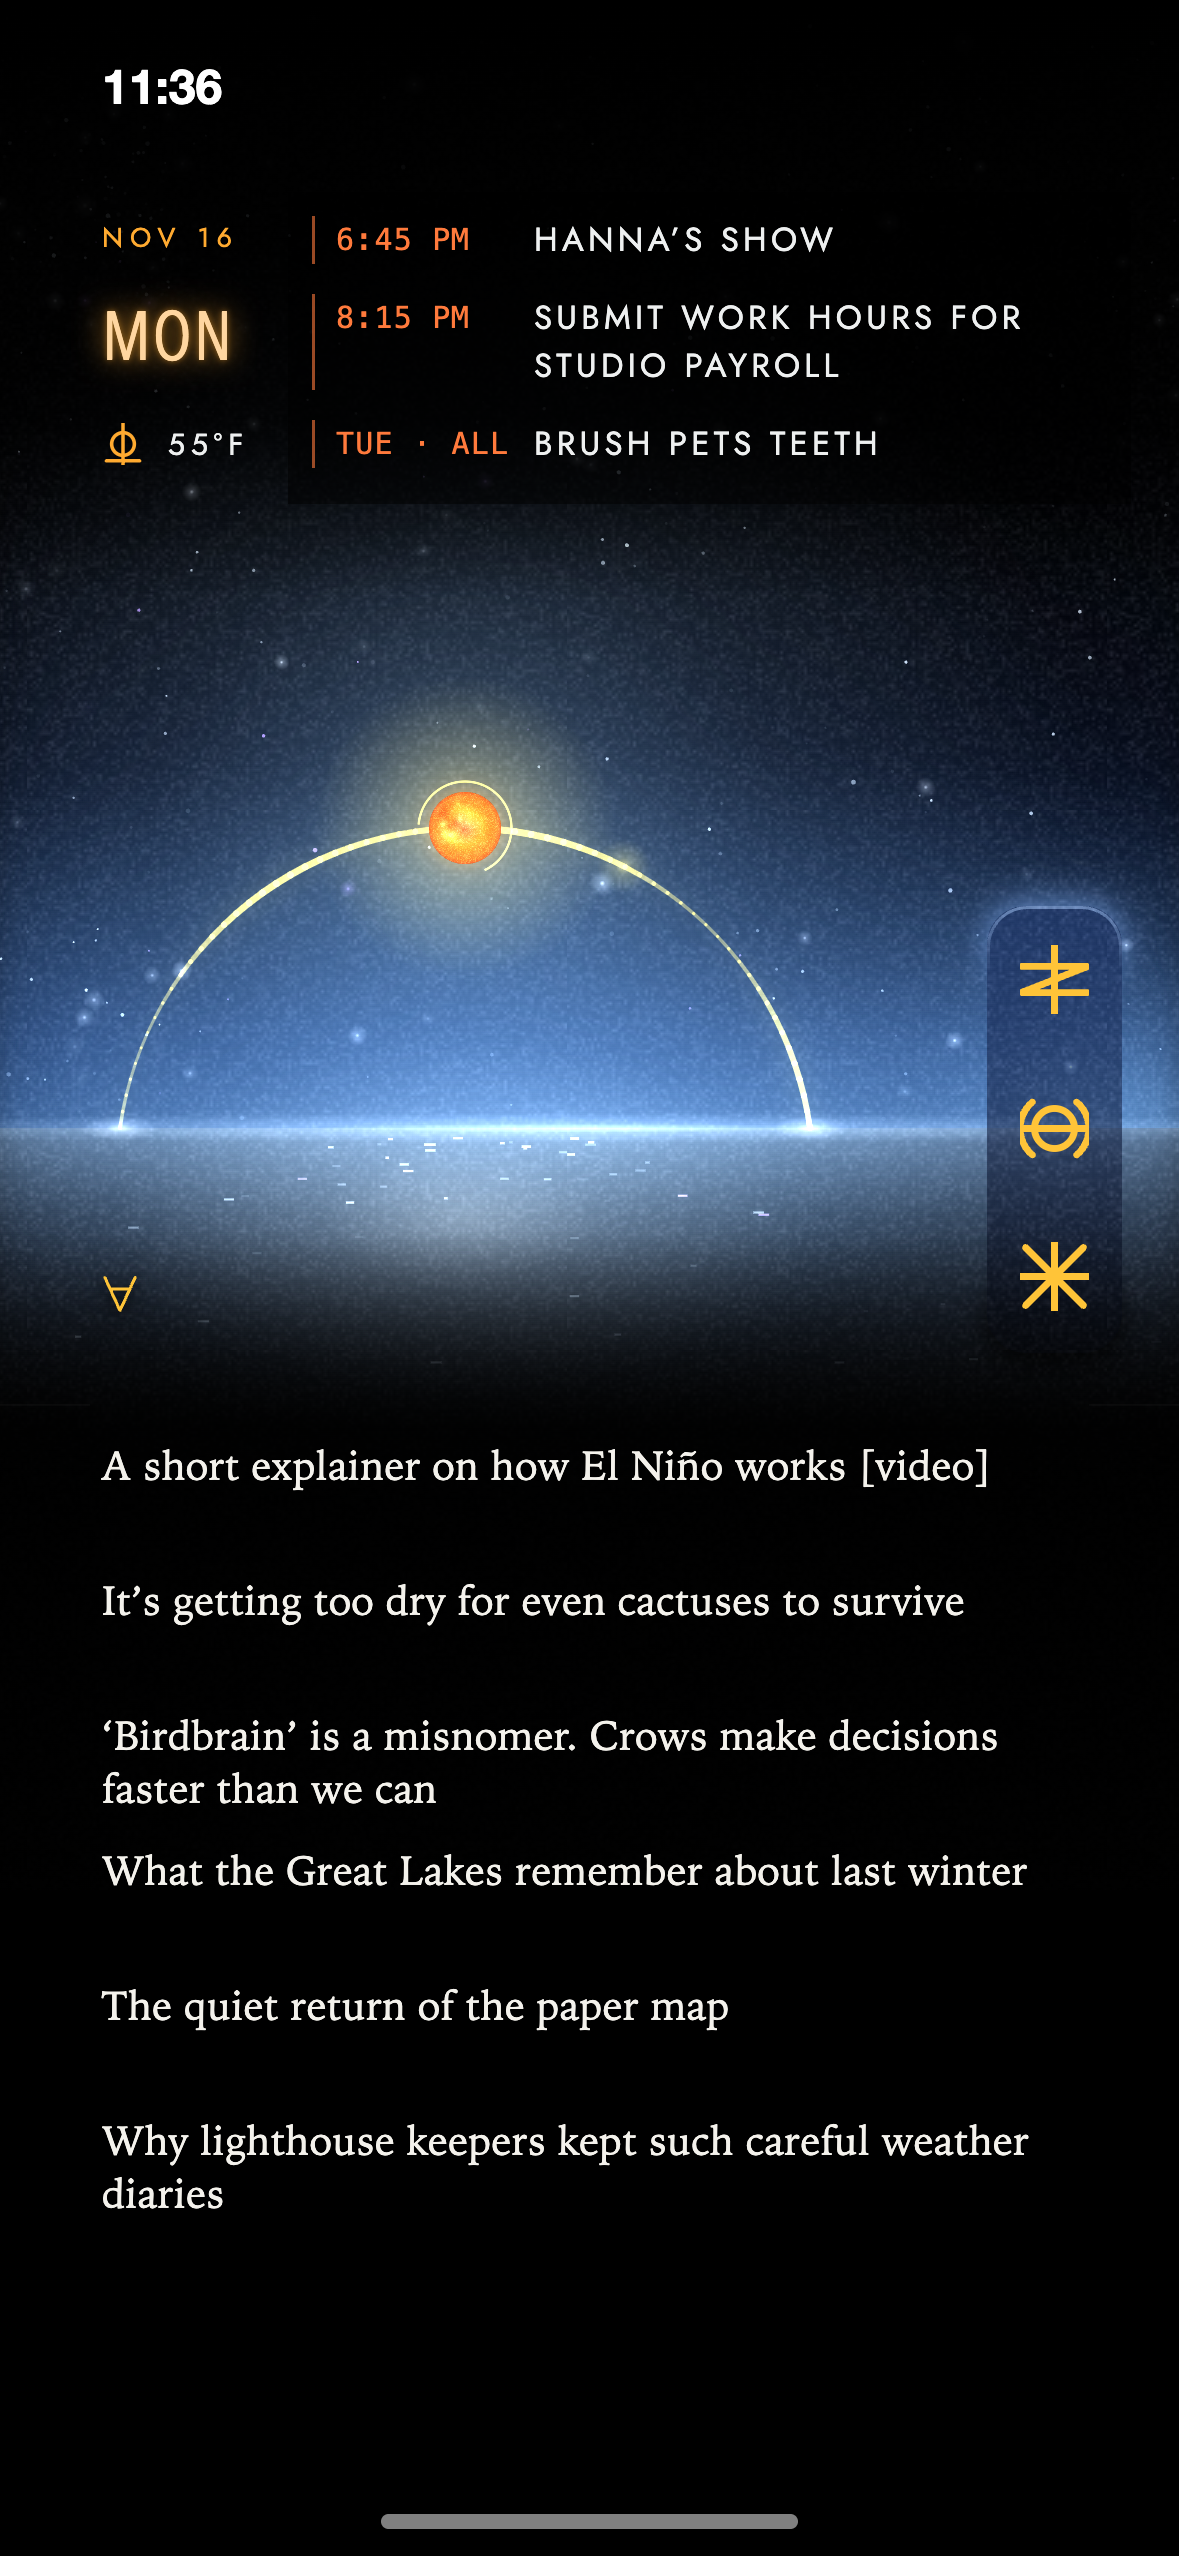 11:36
NOV 16
MON
55°F
6:45 PM HANNA’S SHOW
8:15 PM SUBMIT WORK HOURS FOR
STUDIO PAYROLL
TUE · ALL BRUSH PETS TEETH
A short explainer on how El Niño works [video]
It’s getting too dry for even cactuses to survive
‘Birdbrain’ is a misnomer. Crows make decisions
faster than we can
What the Great Lakes remember about last winter
The quiet return of the paper map
Why lighthouse keepers kept such careful weather
diaries